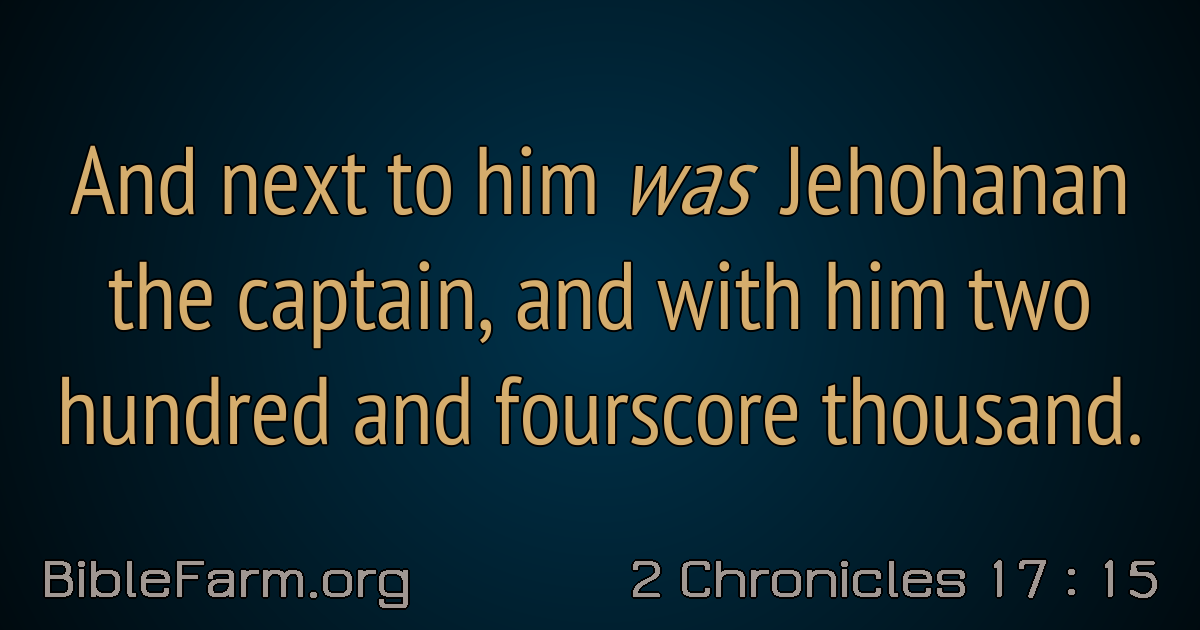 And next to him was Jehohanan
the captain, and with him two
hundred and fourscore thousand.
BibleFarm.org
2 Chronicles 17 : 15